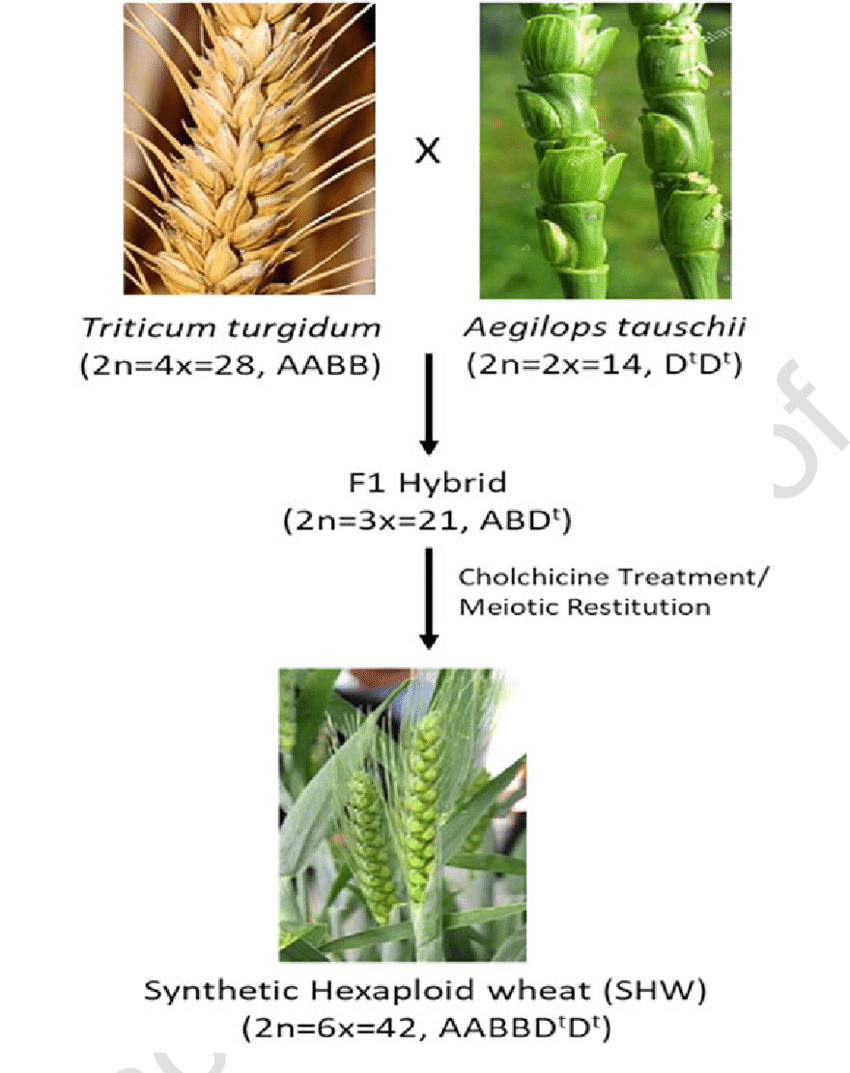 X
Triticum turgidum
Aegilops tauschii
(2n=4x=28, AABB)
(2n=2x=14, DᵗDᵗ)
F1 Hybrid
(2n=3x=21, ABDᵗ)
Cholchicine Treatment/
Meiotic Restitution
Synthetic Hexaploid wheat (SHW)
(2n=6x=42, AABBDᵗDᵗ)
of